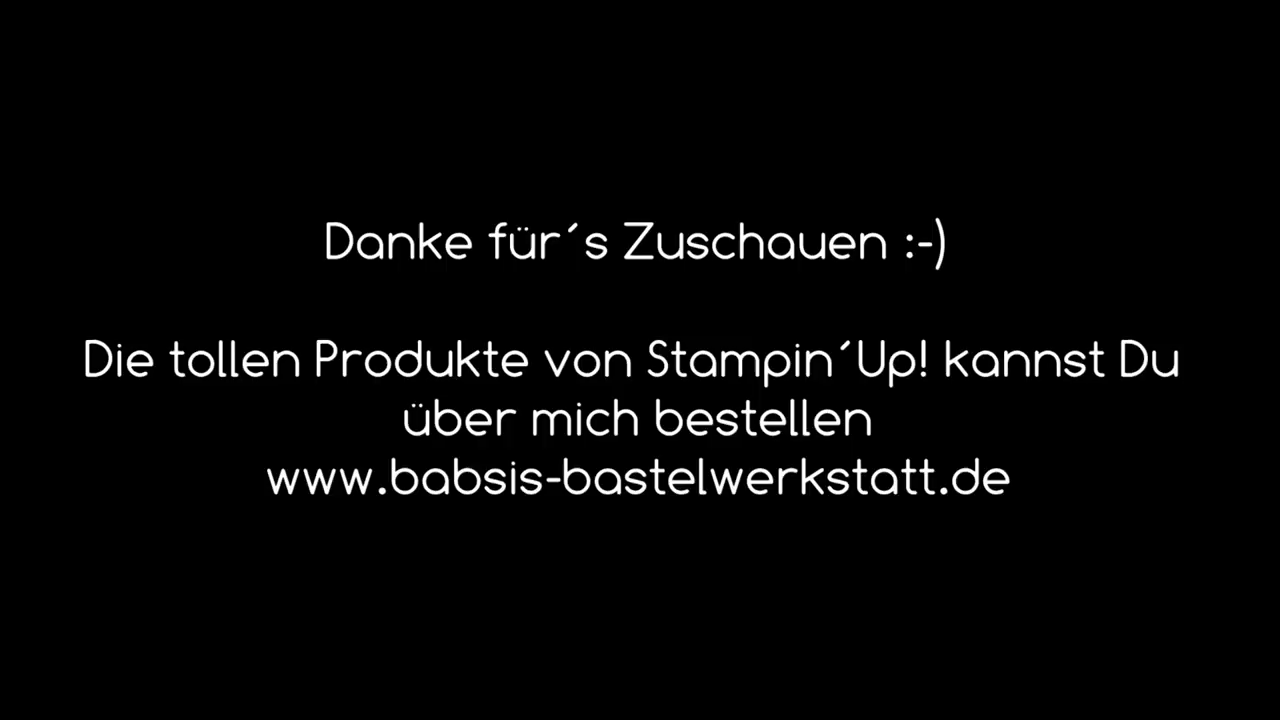 Danke für´s Zuschauen :-)
Die tollen Produkte von Stampin´Up! kannst Du
über mich bestellen
www.babsis-bastelwerkstatt.de